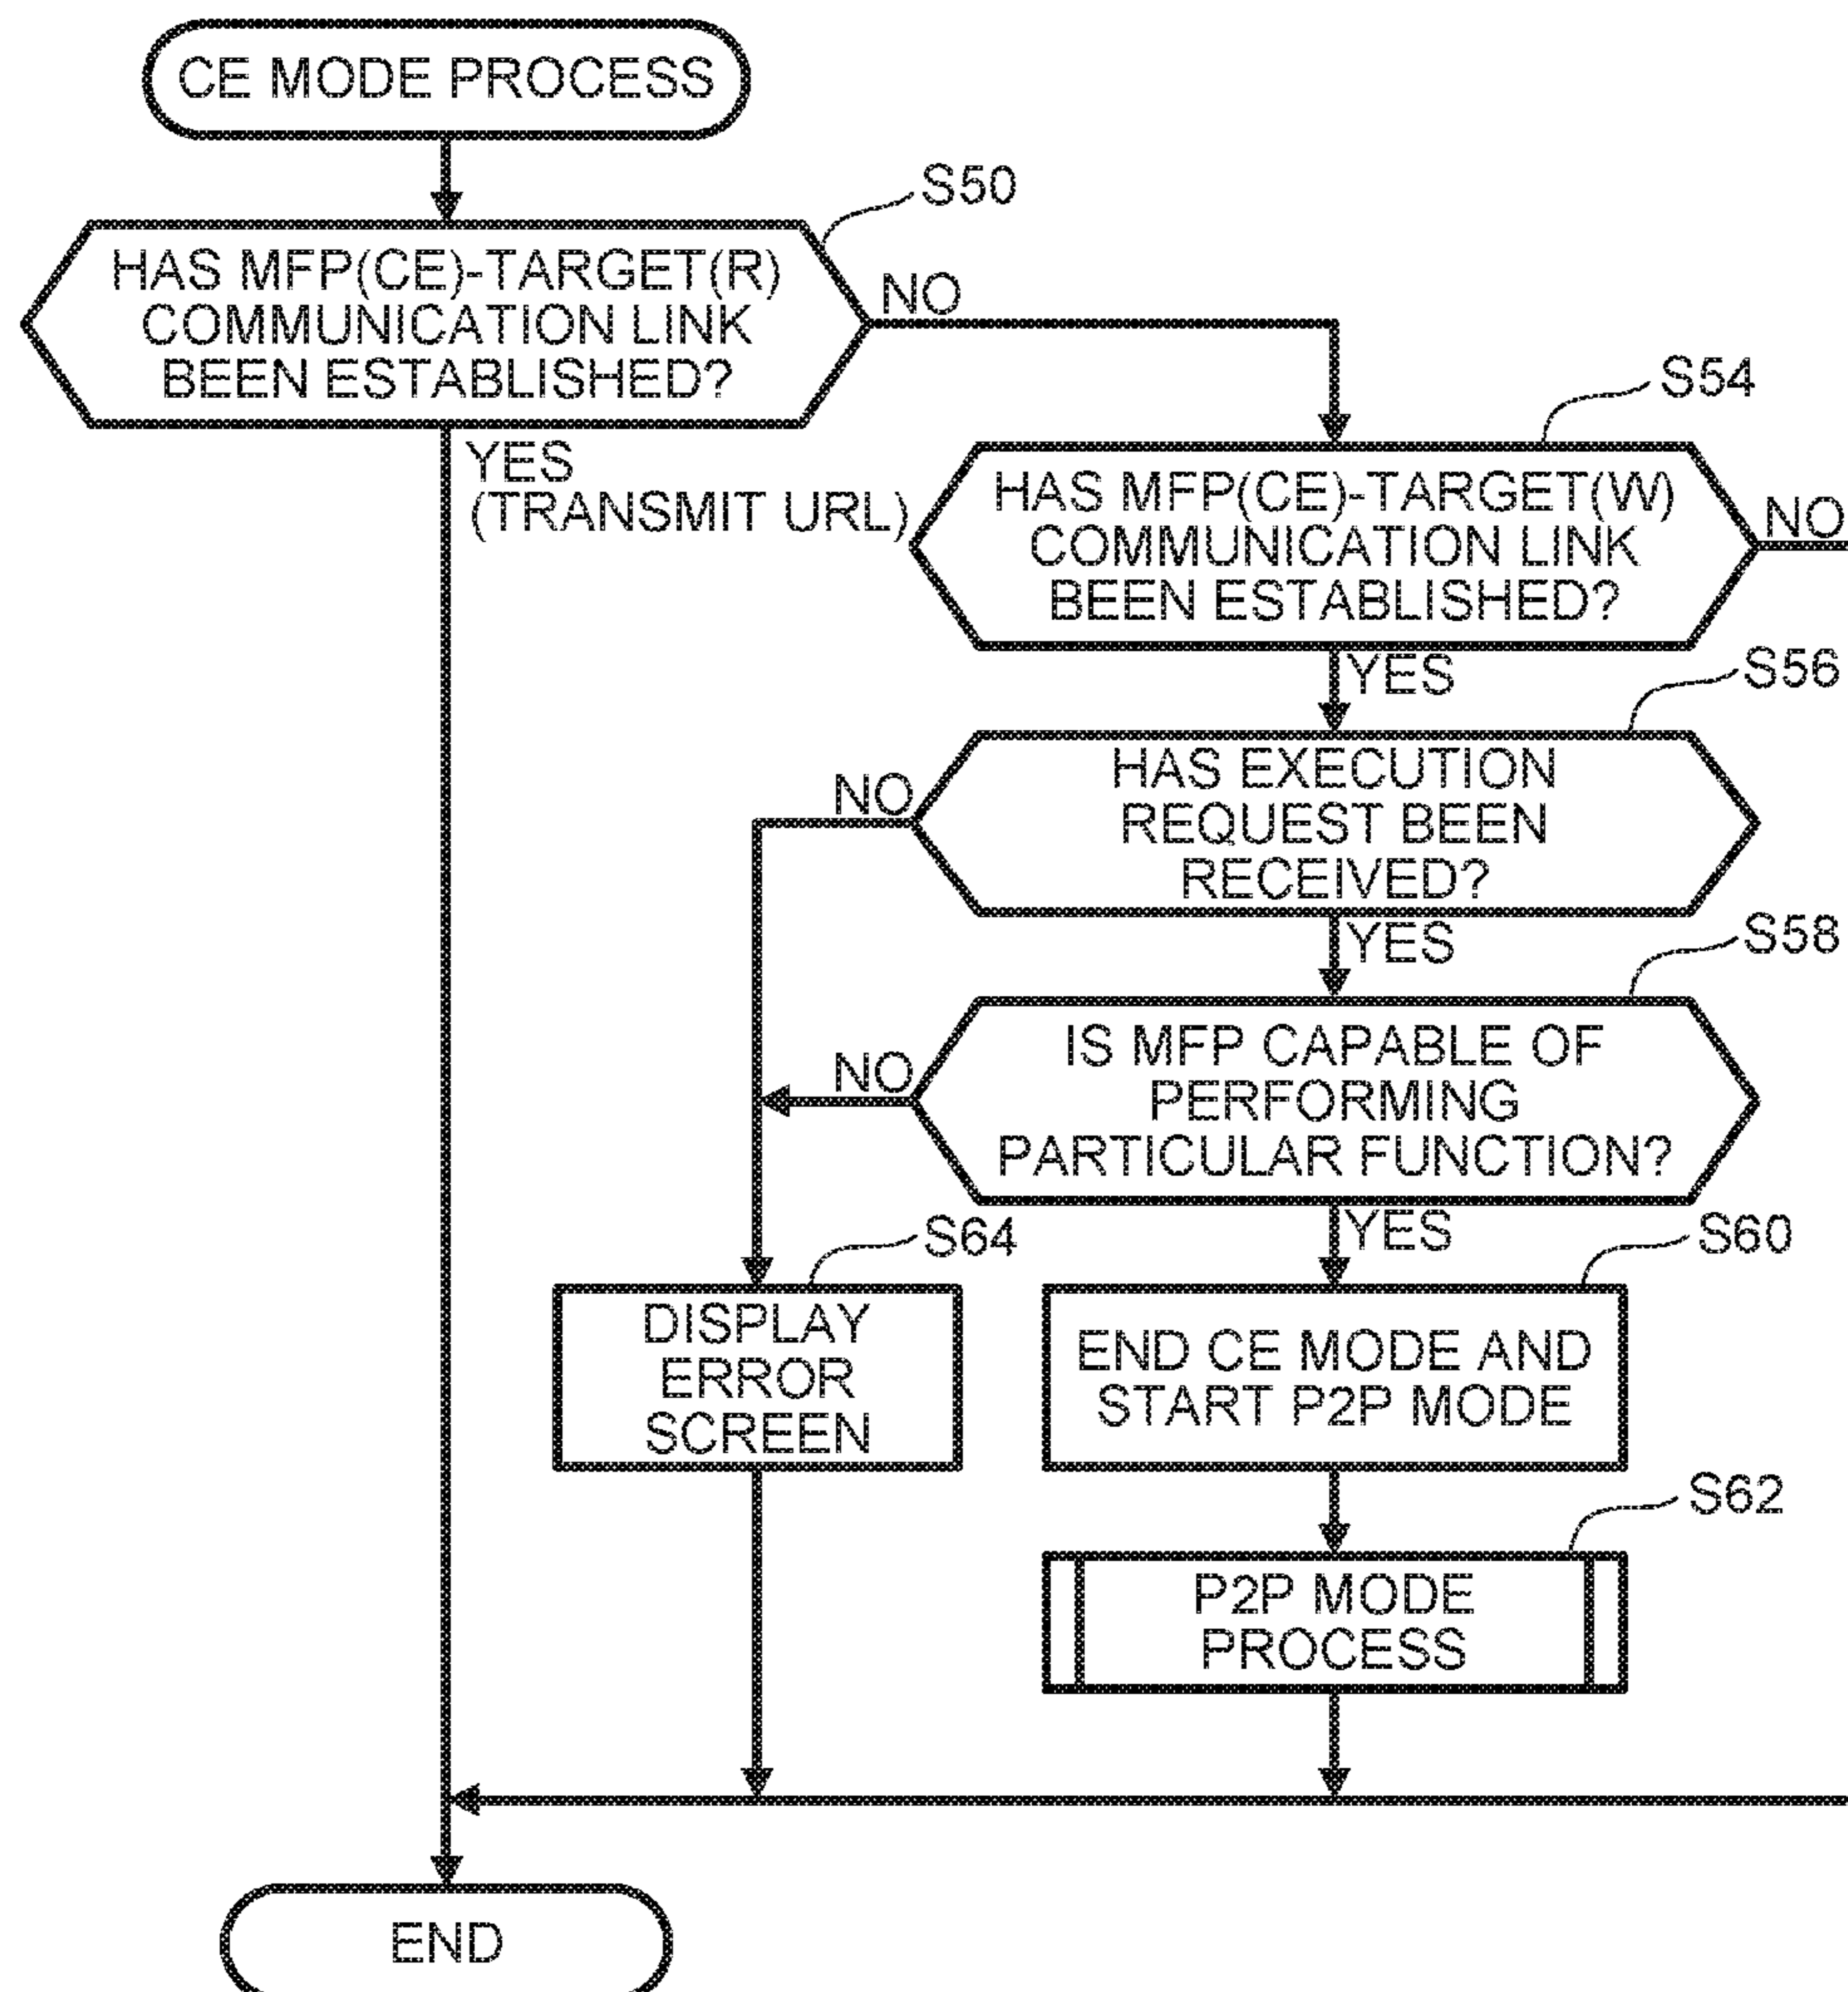 CE MODE PROCESS
S50
HAS MFP(CE)-TARGET(R)
COMMUNICATION LINK
BEEN ESTABLISHED?
NO
YES
(TRANSMIT URL)
S54
HAS MFP(CE)-TARGET(W)
COMMUNICATION LINK
BEEN ESTABLISHED?
NO
YES
S56
HAS EXECUTION
REQUEST BEEN
RECEIVED?
NO
YES
S58
IS MFP CAPABLE OF
PERFORMING
PARTICULAR FUNCTION?
NO
YES
S64
DISPLAY
ERROR
SCREEN
S60
END CE MODE AND
START P2P MODE
S62
P2P MODE
PROCESS
END